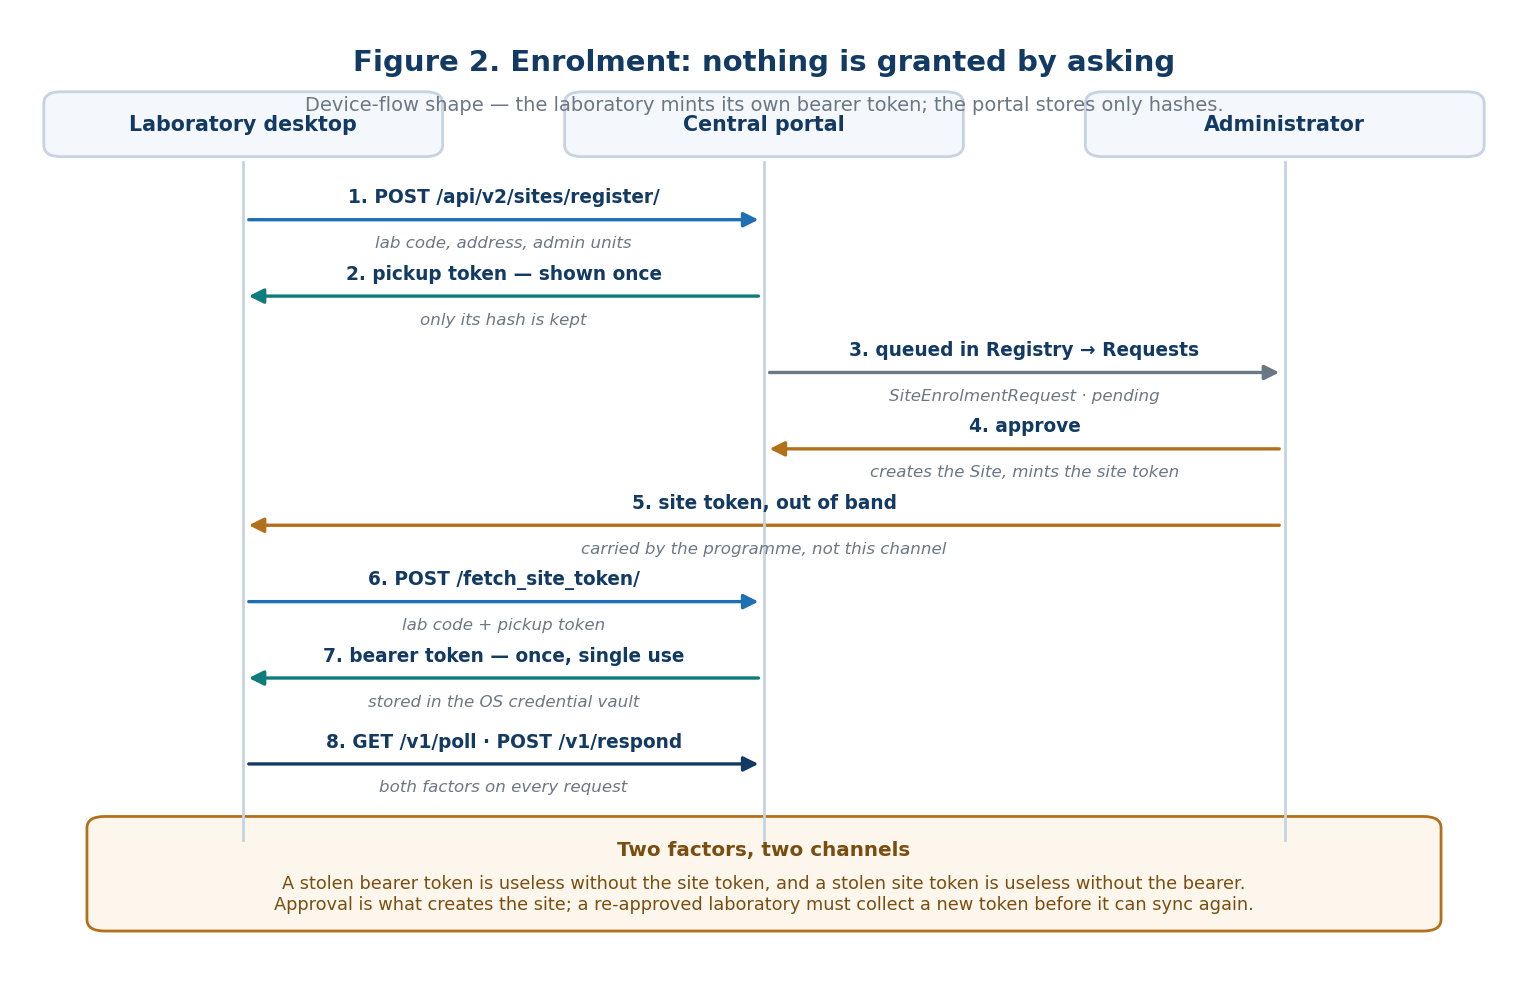 Figure 2. Enrolment: nothing is granted by asking
Device-flow shape — the laboratory mints its own bearer token; the portal stores only hashes.
Laboratory desktop
Central portal
Administrator
1. POST /api/v2/sites/register/
lab code, address, admin units
2. pickup token — shown once
only its hash is kept
3. queued in Registry → Requests
SiteEnrolmentRequest · pending
4. approve
creates the Site, mints the site token
5. site token, out of band
carried by the programme, not this channel
6. POST /fetch_site_token/
lab code + pickup token
7. bearer token — once, single use
stored in the OS credential vault
8. GET /v1/poll · POST /v1/respond
both factors on every request
Two factors, two channels
A stolen bearer token is useless without the site token, and a stolen site token is useless without the bearer.
Approval is what creates the site; a re-approved laboratory must collect a new token before it can sync again.